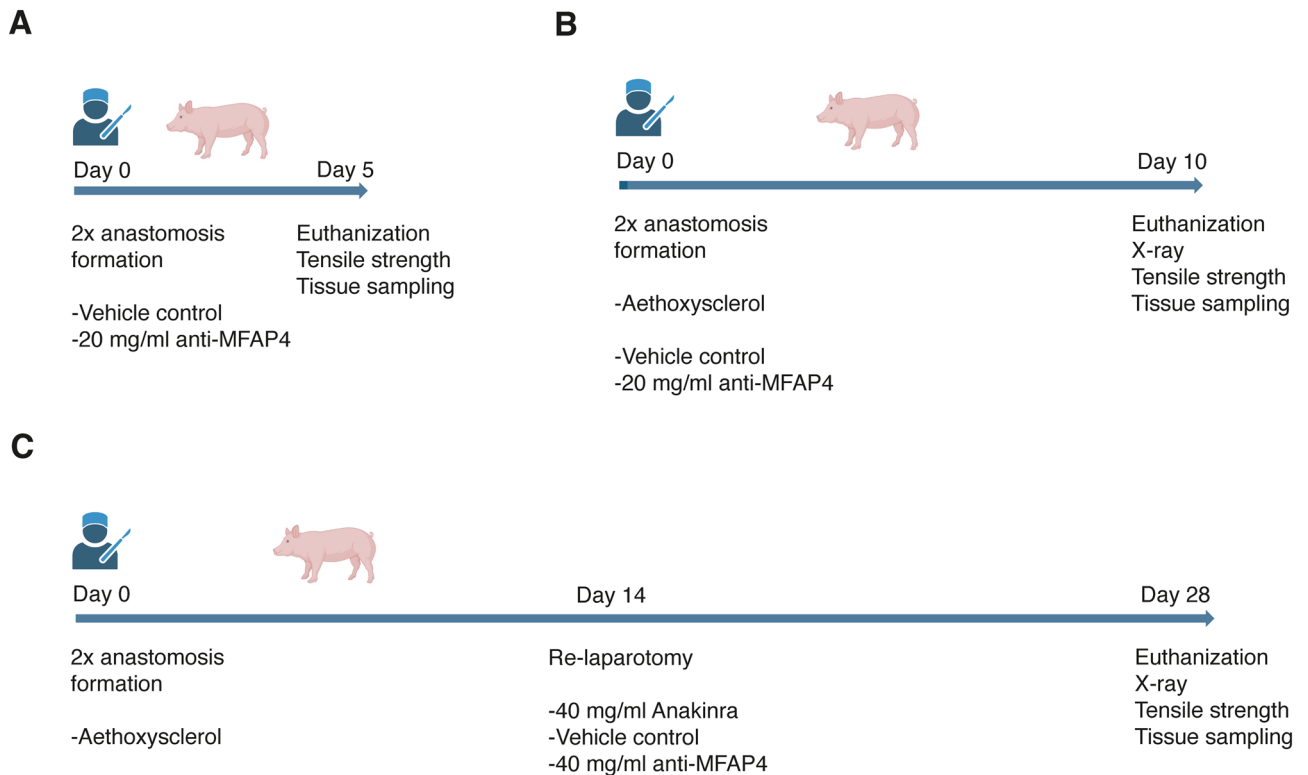 A
Day 0
Day 5
2x anastomosis
formation
-Vehicle control
-20 mg/ml anti-MFAP4
Euthanization
Tensile strength
Tissue sampling
B
Day 0
Day 10
2x anastomosis
formation
-Aethoxysclerol
-Vehicle control
-20 mg/ml anti-MFAP4
Euthanization
X-ray
Tensile strength
Tissue sampling
C
Day 0
Day 14
Day 28
2x anastomosis
formation
-Aethoxysclerol
Re-laparotomy
-40 mg/ml Anakinra
-Vehicle control
-40 mg/ml anti-MFAP4
Euthanization
X-ray
Tensile strength
Tissue sampling